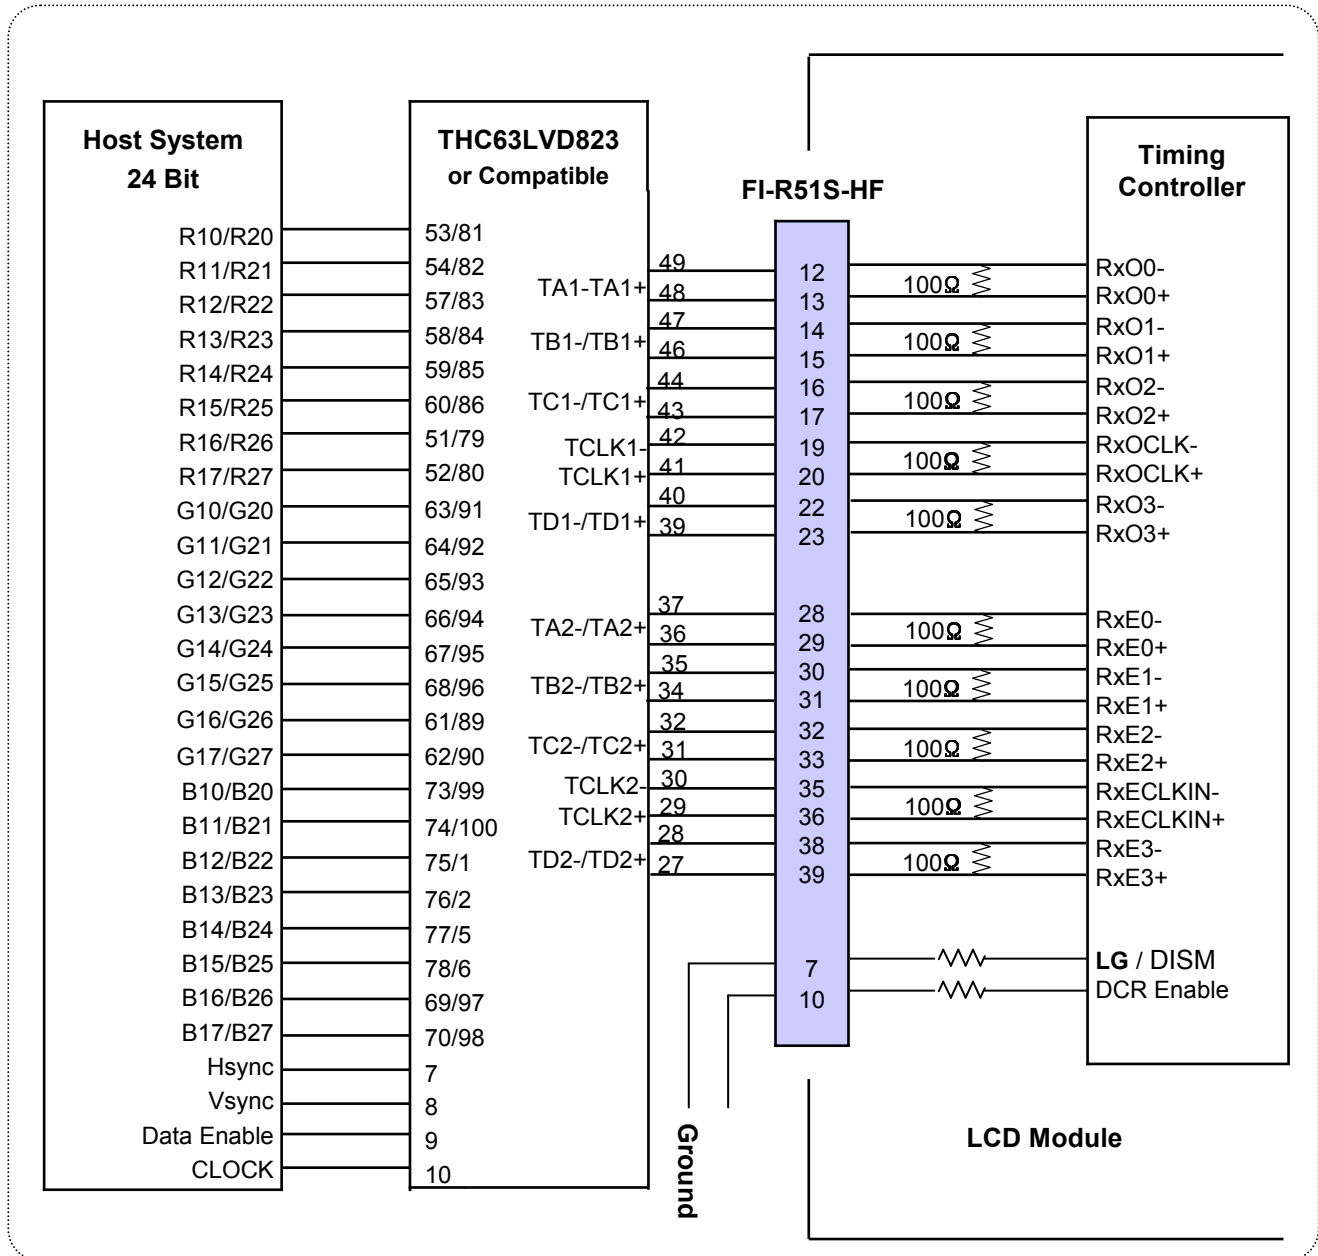 Host System
24 Bit
R10/R20
R11/R21
R12/R22
R13/R23
R14/R24
R15/R25
R16/R26
R17/R27
G10/G20
G11/G21
G12/G22
G13/G23
G14/G24
G15/G25
G16/G26
G17/G27
B10/B20
B11/B21
B12/B22
B13/B23
B14/B24
B15/B25
B16/B26
B17/B27
Hsync
Vsync
Data Enable
CLOCK
THC63LVD823
or Compatible
53/81
54/82
57/83
58/84
59/85
60/86
51/79
52/80
63/91
64/92
65/93
66/94
67/95
68/96
61/89
62/90
73/99
74/100
75/1
76/2
77/5
78/6
69/97
70/98
7
8
9
10
TA1-TA1+
TB1-/TB1+
TC1-/TC1+
TCLK1-
TCLK1+
TD1-/TD1+
TA2-/TA2+
TB2-/TB2+
TC2-/TC2+
TCLK2-
TCLK2+
TD2-/TD2+
49
48
47
46
44
43
42
41
40
39
37
36
35
34
32
31
30
29
28
27
FI-R51S-HF
12
13
14
15
16
17
19
20
22
23
28
29
30
31
32
33
35
36
38
39
7
10
100Ω
100Ω
100Ω
100Ω
100Ω
100Ω
100Ω
100Ω
100Ω
100Ω
Timing
Controller
RxO0-
RxO0+
RxO1-
RxO1+
RxO2-
RxO2+
RxOCLK-
RxOCLK+
RxO3-
RxO3+
RxE0-
RxE0+
RxE1-
RxE1+
RxE2-
RxE2+
RxECLKIN-
RxECLKIN+
RxE3-
RxE3+
LG / DISM
DCR Enable
Ground
LCD Module